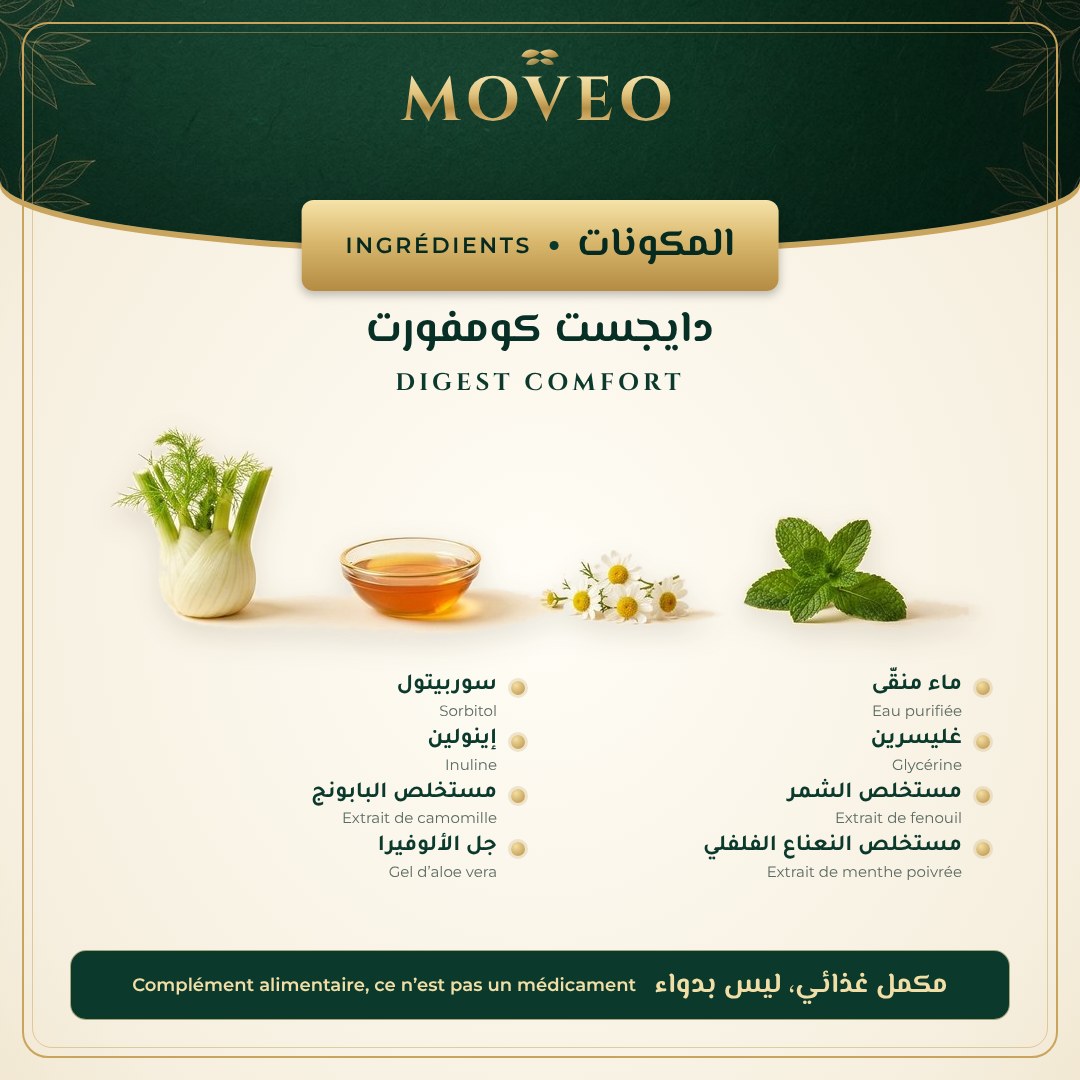 MOVEO
المكونات • INGRÉDIENTS
دايجست كومفورت
DIGEST COMFORT
ماء منقّى
Eau purifiée
غليسرين
Glycérine
مستخلص الشمر
Extrait de fenouil
مستخلص النعناع الفلفلي
Extrait de menthe poivrée
سوربيتول
Sorbitol
إينولين
Inuline
مستخلص البابونج
Extrait de camomille
جل الألوفيرا
Gel d’aloe vera
مكمل غذائي، ليس بدواء Complément alimentaire, ce n’est pas un médicament